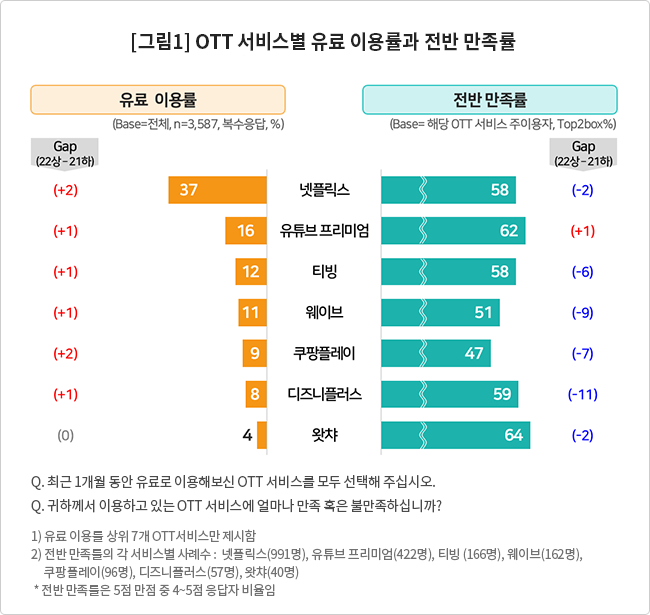 [그림1] OTT 서비스별 유료 이용률과 전반 만족률
유료 이용률
전반 만족률
(Base=전체, n=3,587, 복수응답, %)
(Base= 해당 OTT 서비스 주이용자, Top2box%)
Gap
(22상-21하)
Gap
(22상-21하)
(+2) 37 넷플릭스 58 (-2)
(+1) 16 유튜브 프리미엄 62 (+1)
(+1) 12 티빙 58 (-6)
(+1) 11 웨이브 51 (-9)
(+2) 9 쿠팡플레이 47 (-7)
(+1) 8 디즈니플러스 59 (-11)
(0) 4 왓챠 64 (-2)
Q. 최근 1개월 동안 유료로 이용해보신 OTT 서비스를 모두 선택해 주십시오.
Q. 귀하께서 이용하고 있는 OTT 서비스에 얼마나 만족 혹은 불만족하십니까?
1) 유료 이용률 상위 7개 OTT서비스만 제시함
2) 전반 만족률의 각 서비스별 사례수 : 넷플릭스(991명), 유튜브 프리미엄(422명), 티빙 (166명), 웨이브(162명),
쿠팡플레이(96명), 디즈니플러스(57명), 왓챠(40명)
* 전반 만족률은 5점 만점 중 4~5점 응답자 비율임